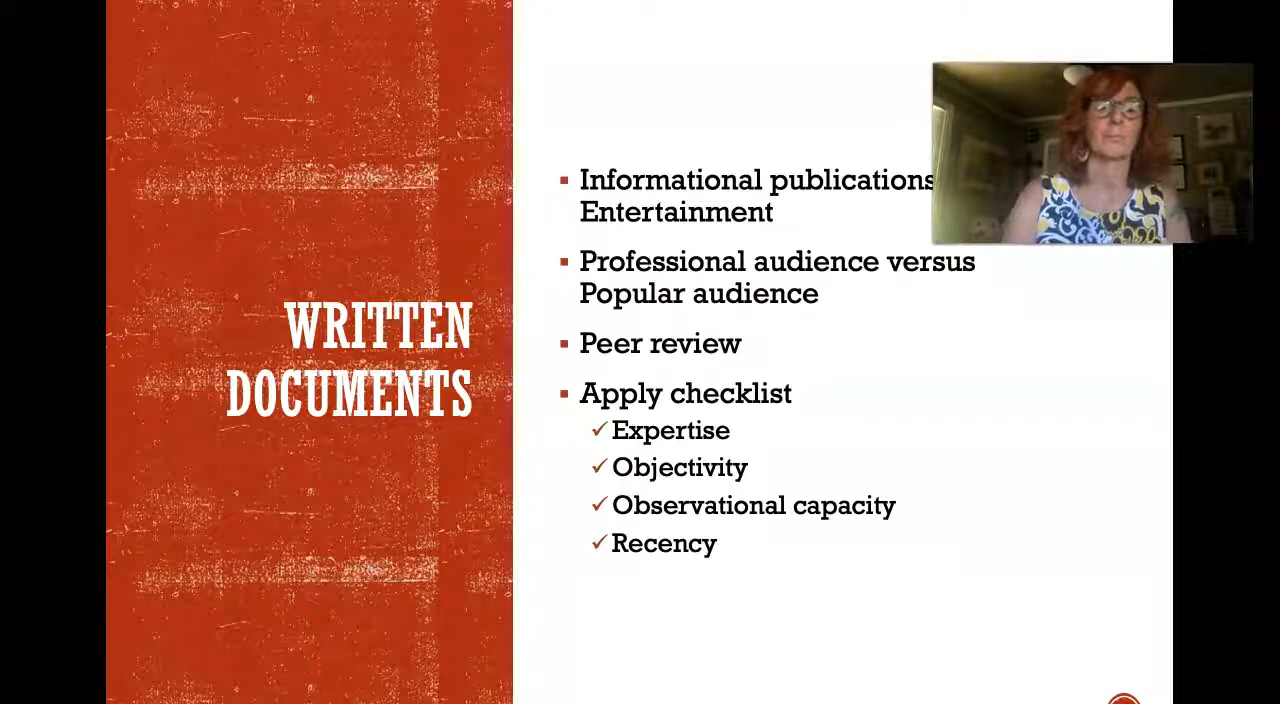 WRITTEN
DOCUMENTS
Informational publications
Entertainment
Professional audience versus
Popular audience
Peer review
Apply checklist
Expertise
Objectivity
Observational capacity
Recency